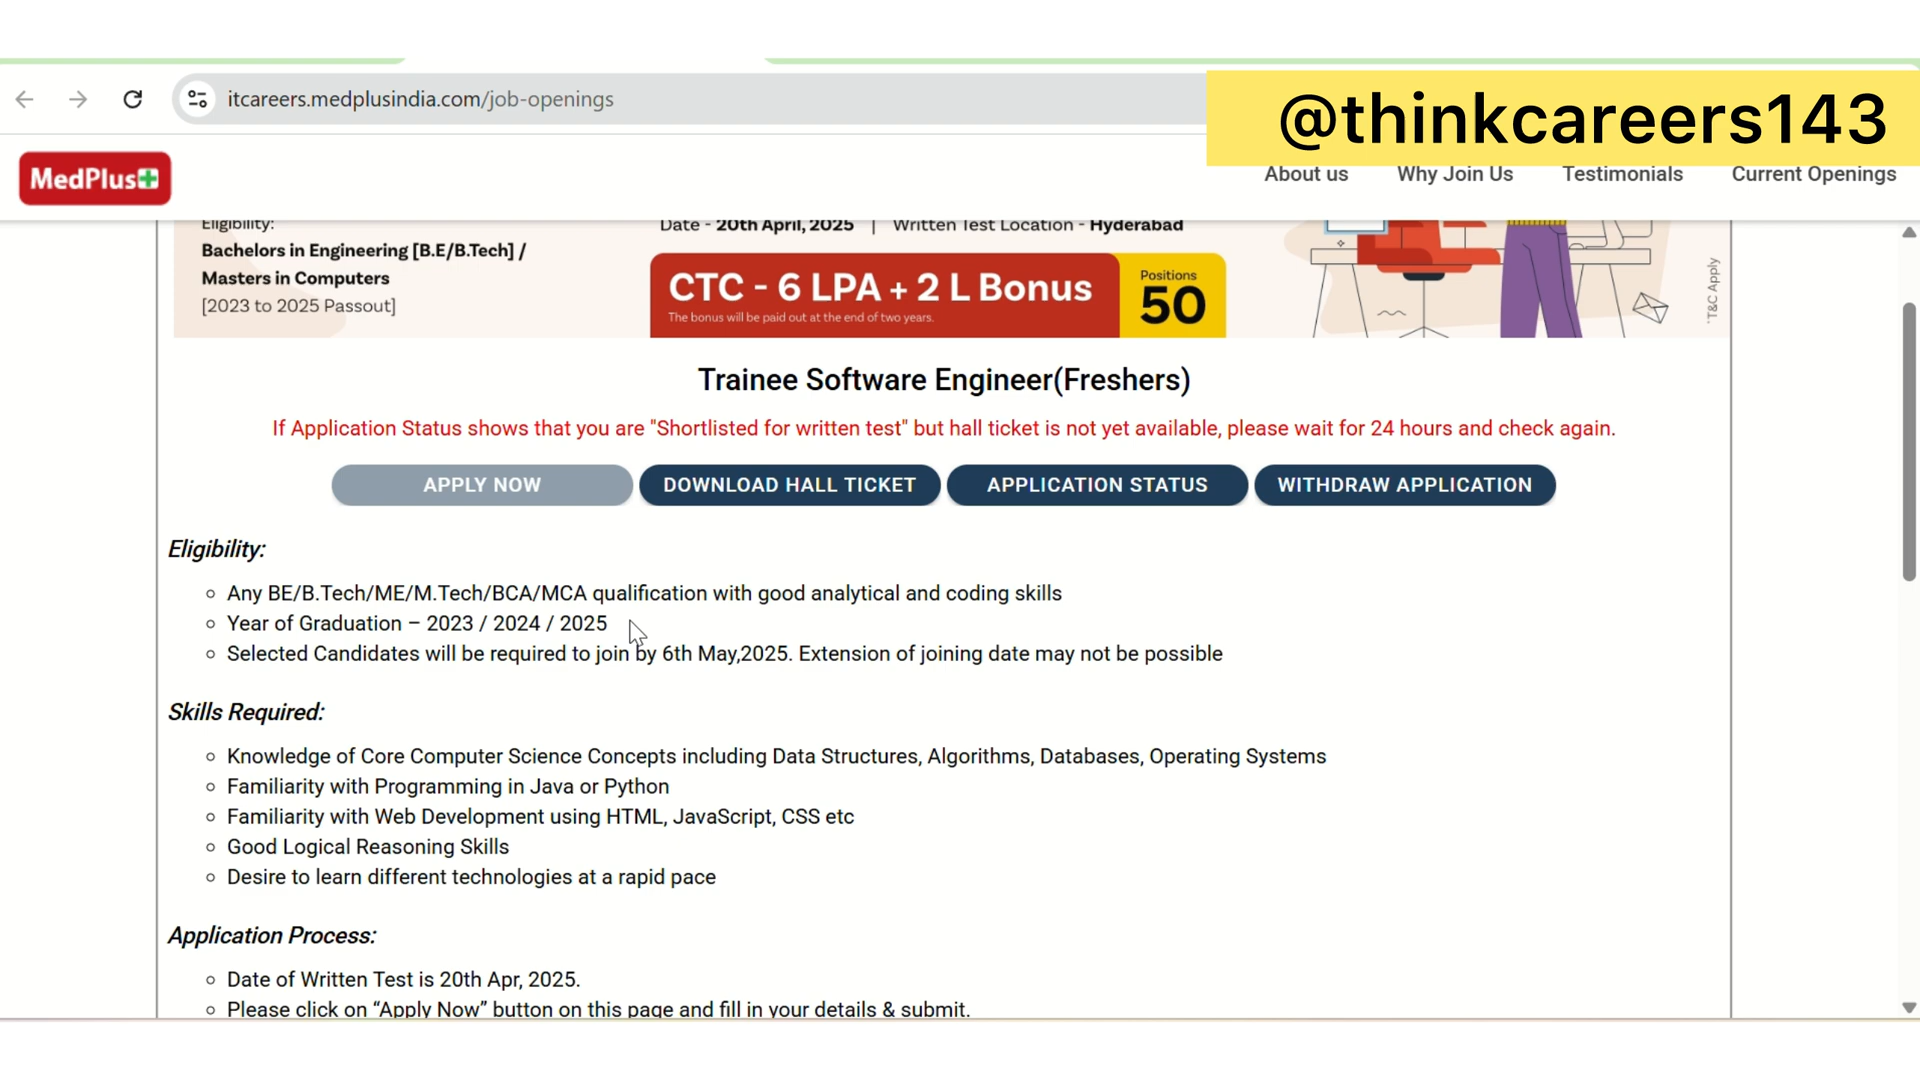 itcareers.medplusindia.com/job-openings
@thinkcareers143
MedPlus
About us
Why Join Us
Testimonials
Current Openings
Eligibility:
Bachelors in Engineering [B.E/B.Tech] /
Masters in Computers
[2023 to 2025 Passout]
Date - 20th April, 2025 | Written Test Location - Hyderabad
CTC - 6 LPA + 2 L Bonus
The bonus will be paid out at the end of two years.
Positions
50
*T&C Apply
Trainee Software Engineer(Freshers)
If Application Status shows that you are "Shortlisted for written test" but hall ticket is not yet available, please wait for 24 hours and check again.
APPLY NOW
DOWNLOAD HALL TICKET
APPLICATION STATUS
WITHDRAW APPLICATION
Eligibility:
Any BE/B.Tech/ME/M.Tech/BCA/MCA qualification with good analytical and coding skills
Year of Graduation – 2023 / 2024 / 2025
Selected Candidates will be required to join by 6th May,2025. Extension of joining date may not be possible
Skills Required:
Knowledge of Core Computer Science Concepts including Data Structures, Algorithms, Databases, Operating Systems
Familiarity with Programming in Java or Python
Familiarity with Web Development using HTML, JavaScript, CSS etc
Good Logical Reasoning Skills
Desire to learn different technologies at a rapid pace
Application Process:
Date of Written Test is 20th Apr, 2025.
Please click on “Apply Now” button on this page and fill in your details & submit.